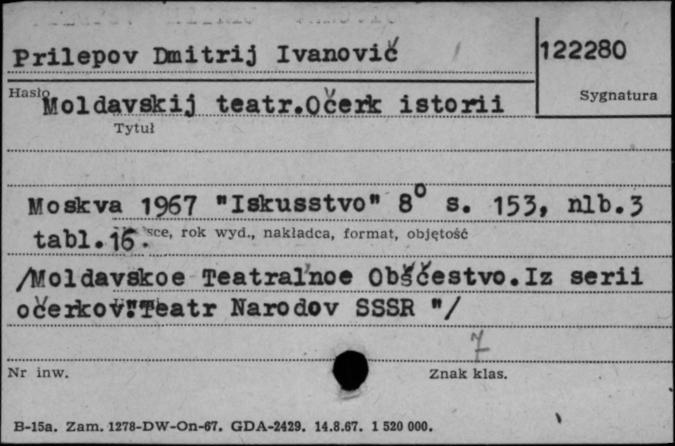 Prilepov Dmitrij Ivanovič
122280
Hasło
Sygnatura
Moldavskij teatr.Očerk istorii
Tytuł
Moskva 1967 "Iskusstvo" 8° s. 153, nlb.3
tabl.16. sce, rok wyd., nakładca, format, objętość
/Moldavskoe Teatral'noe Obščestvo.Iz serii
očerkov:"Teatr Narodov SSSR "/
7
Nr inw.
Znak klas.
B-15a. Zam. 1278-DW-On-67. GDA-2429. 14.8.67. 1 520 000.